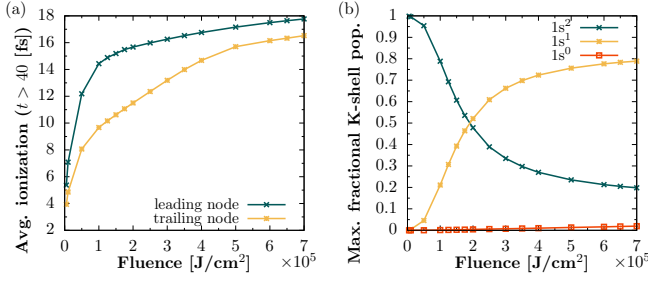 (a)
Avg. ionization (t > 40 [fs])
18
16
14
12
10
8
6
4
2
leading node
trailing node
0 1 2 3 4 5 6 7
Fluence [J/cm²] ×10⁵
(b)
Max. fractional K-shell pop.
1
0.9
0.8
0.7
0.6
0.5
0.4
0.3
0.2
0.1
0
1s²
1s¹
1s⁰
0 1 2 3 4 5 6 7
Fluence [J/cm²] ×10⁵